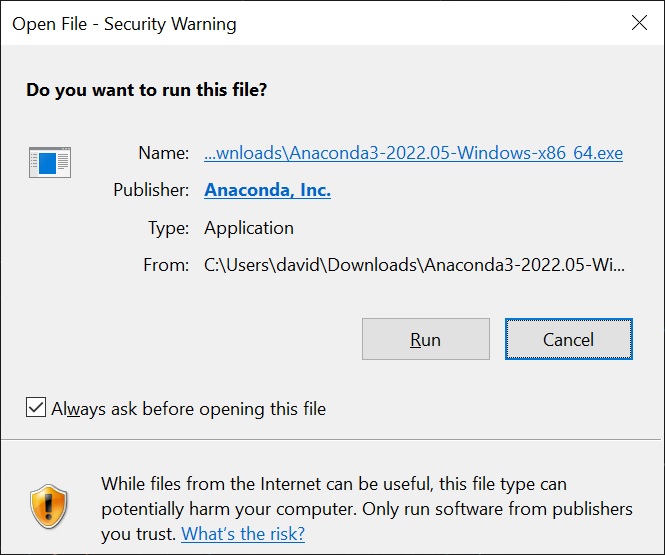 Open File - Security Warning
Do you want to run this file?
Name: ...wnloads\Anaconda3-2022.05-Windows-x86_64.exe
Publisher: Anaconda, Inc.
Type: Application
From: C:\Users\david\Downloads\Anaconda3-2022.05-Wi...
Run Cancel
Always ask before opening this file
While files from the Internet can be useful, this file type can
potentially harm your computer. Only run software from publishers
you trust. What's the risk?